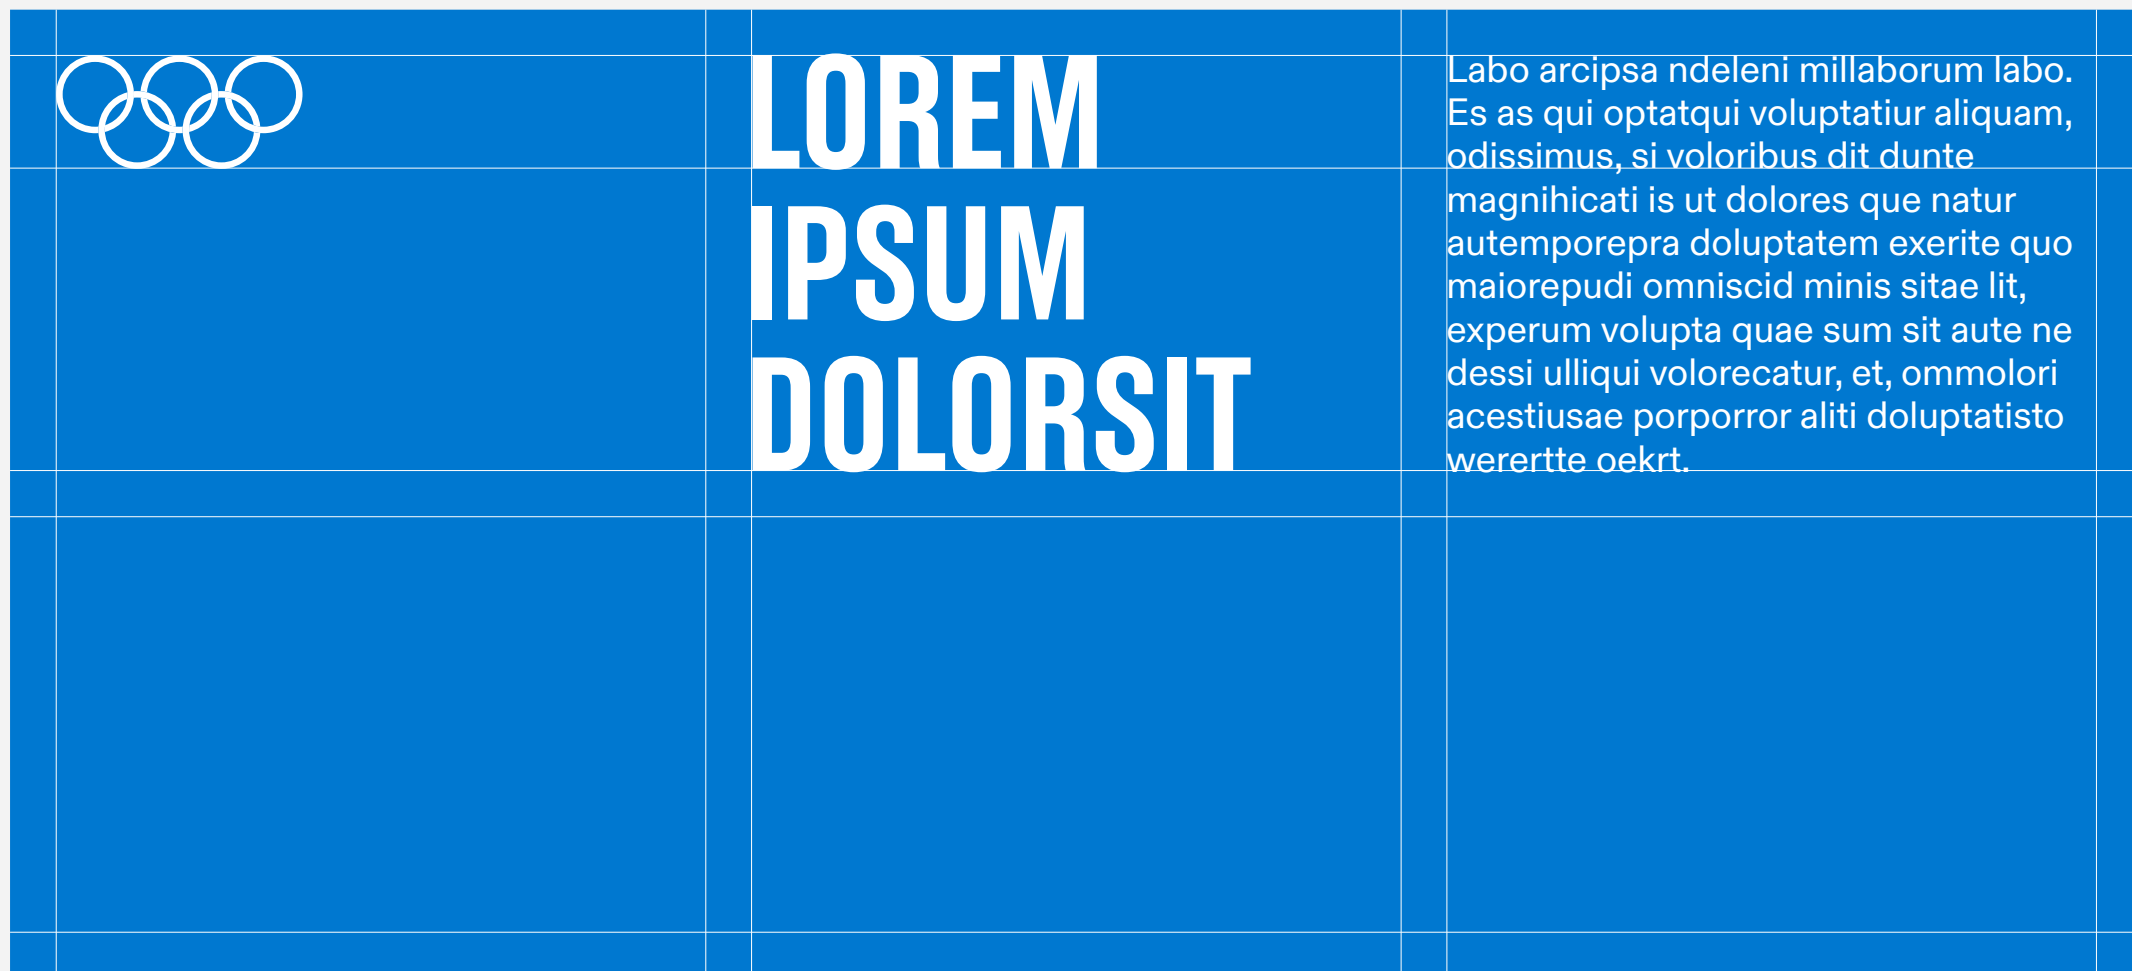 LOREM
IPSUM
DOLORSIT
Labo arcipsa ndeleni millaborum labo.
Es as qui optatqui voluptatiur aliquam,
odissimus, si voloribus dit dunte
magnihicati is ut dolores que natur
autemporepra doluptatem exerite quo
maiorepudi omniscid minis sitae lit,
experum volupta quae sum sit aute ne
dessi ulliqui volorecatur, et, ommolori
acestiusae porporror aliti doluptatisto
werertte oekrt.